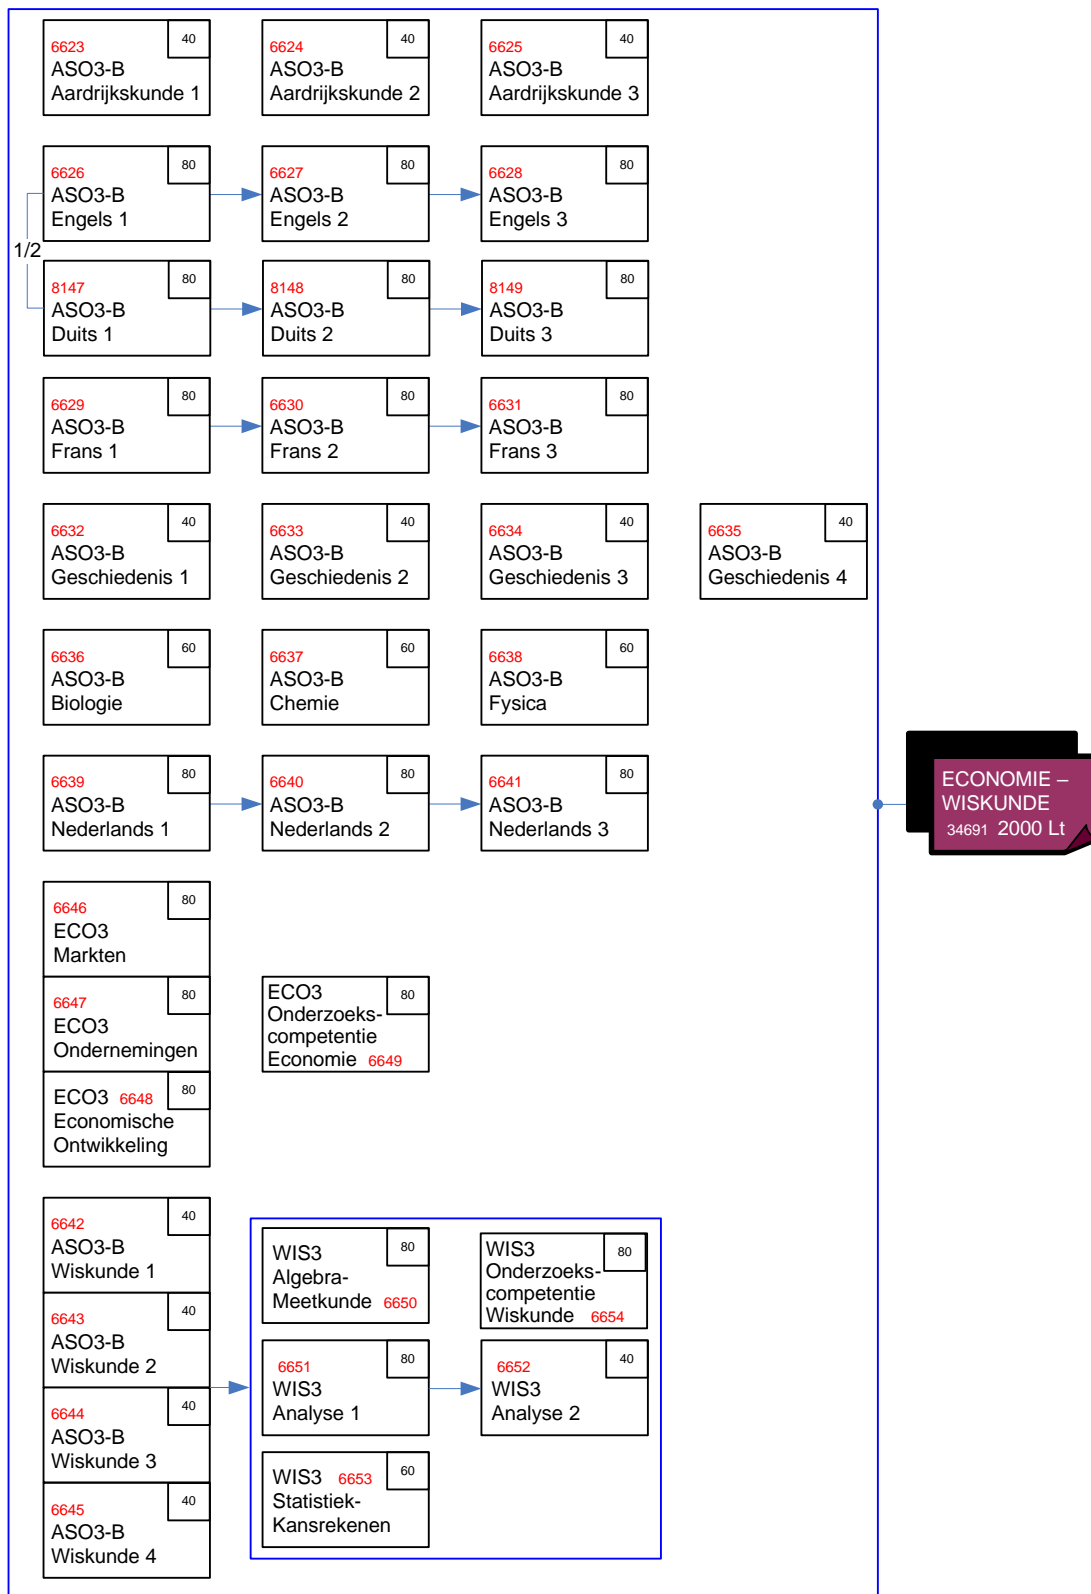 6623 40
ASO3-B
Aardrijkskunde 1
6624 40
ASO3-B
Aardrijkskunde 2
6625 40
ASO3-B
Aardrijkskunde 3
6626 80
ASO3-B
Engels 1
6627 80
ASO3-B
Engels 2
6628 80
ASO3-B
Engels 3
1/2
8147 80
ASO3-B
Duits 1
8148 80
ASO3-B
Duits 2
8149 80
ASO3-B
Duits 3
6629 80
ASO3-B
Frans 1
6630 80
ASO3-B
Frans 2
6631 80
ASO3-B
Frans 3
6632 40
ASO3-B
Geschiedenis 1
6633 40
ASO3-B
Geschiedenis 2
6634 40
ASO3-B
Geschiedenis 3
6635 40
ASO3-B
Geschiedenis 4
6636 60
ASO3-B
Biologie
6637 60
ASO3-B
Chemie
6638 60
ASO3-B
Fysica
6639 80
ASO3-B
Nederlands 1
6640 80
ASO3-B
Nederlands 2
6641 80
ASO3-B
Nederlands 3
ECONOMIE –
WISKUNDE
34691 2000 Lt
6646 80
ECO3
Markten
6647 80
ECO3
Ondernemingen
ECO3 80
Onderzoeks-
competentie
Economie 6649
ECO3 6648 80
Economische
Ontwikkeling
6642 40
ASO3-B
Wiskunde 1
6643 40
ASO3-B
Wiskunde 2
6644 40
ASO3-B
Wiskunde 3
6645 40
ASO3-B
Wiskunde 4
WIS3 80
Algebra-
Meetkunde 6650
WIS3 80
Onderzoeks-
competentie
Wiskunde 6654
6651 80
WIS3
Analyse 1
6652 40
WIS3
Analyse 2
WIS3 6653 60
Statistiek-
Kansrekenen